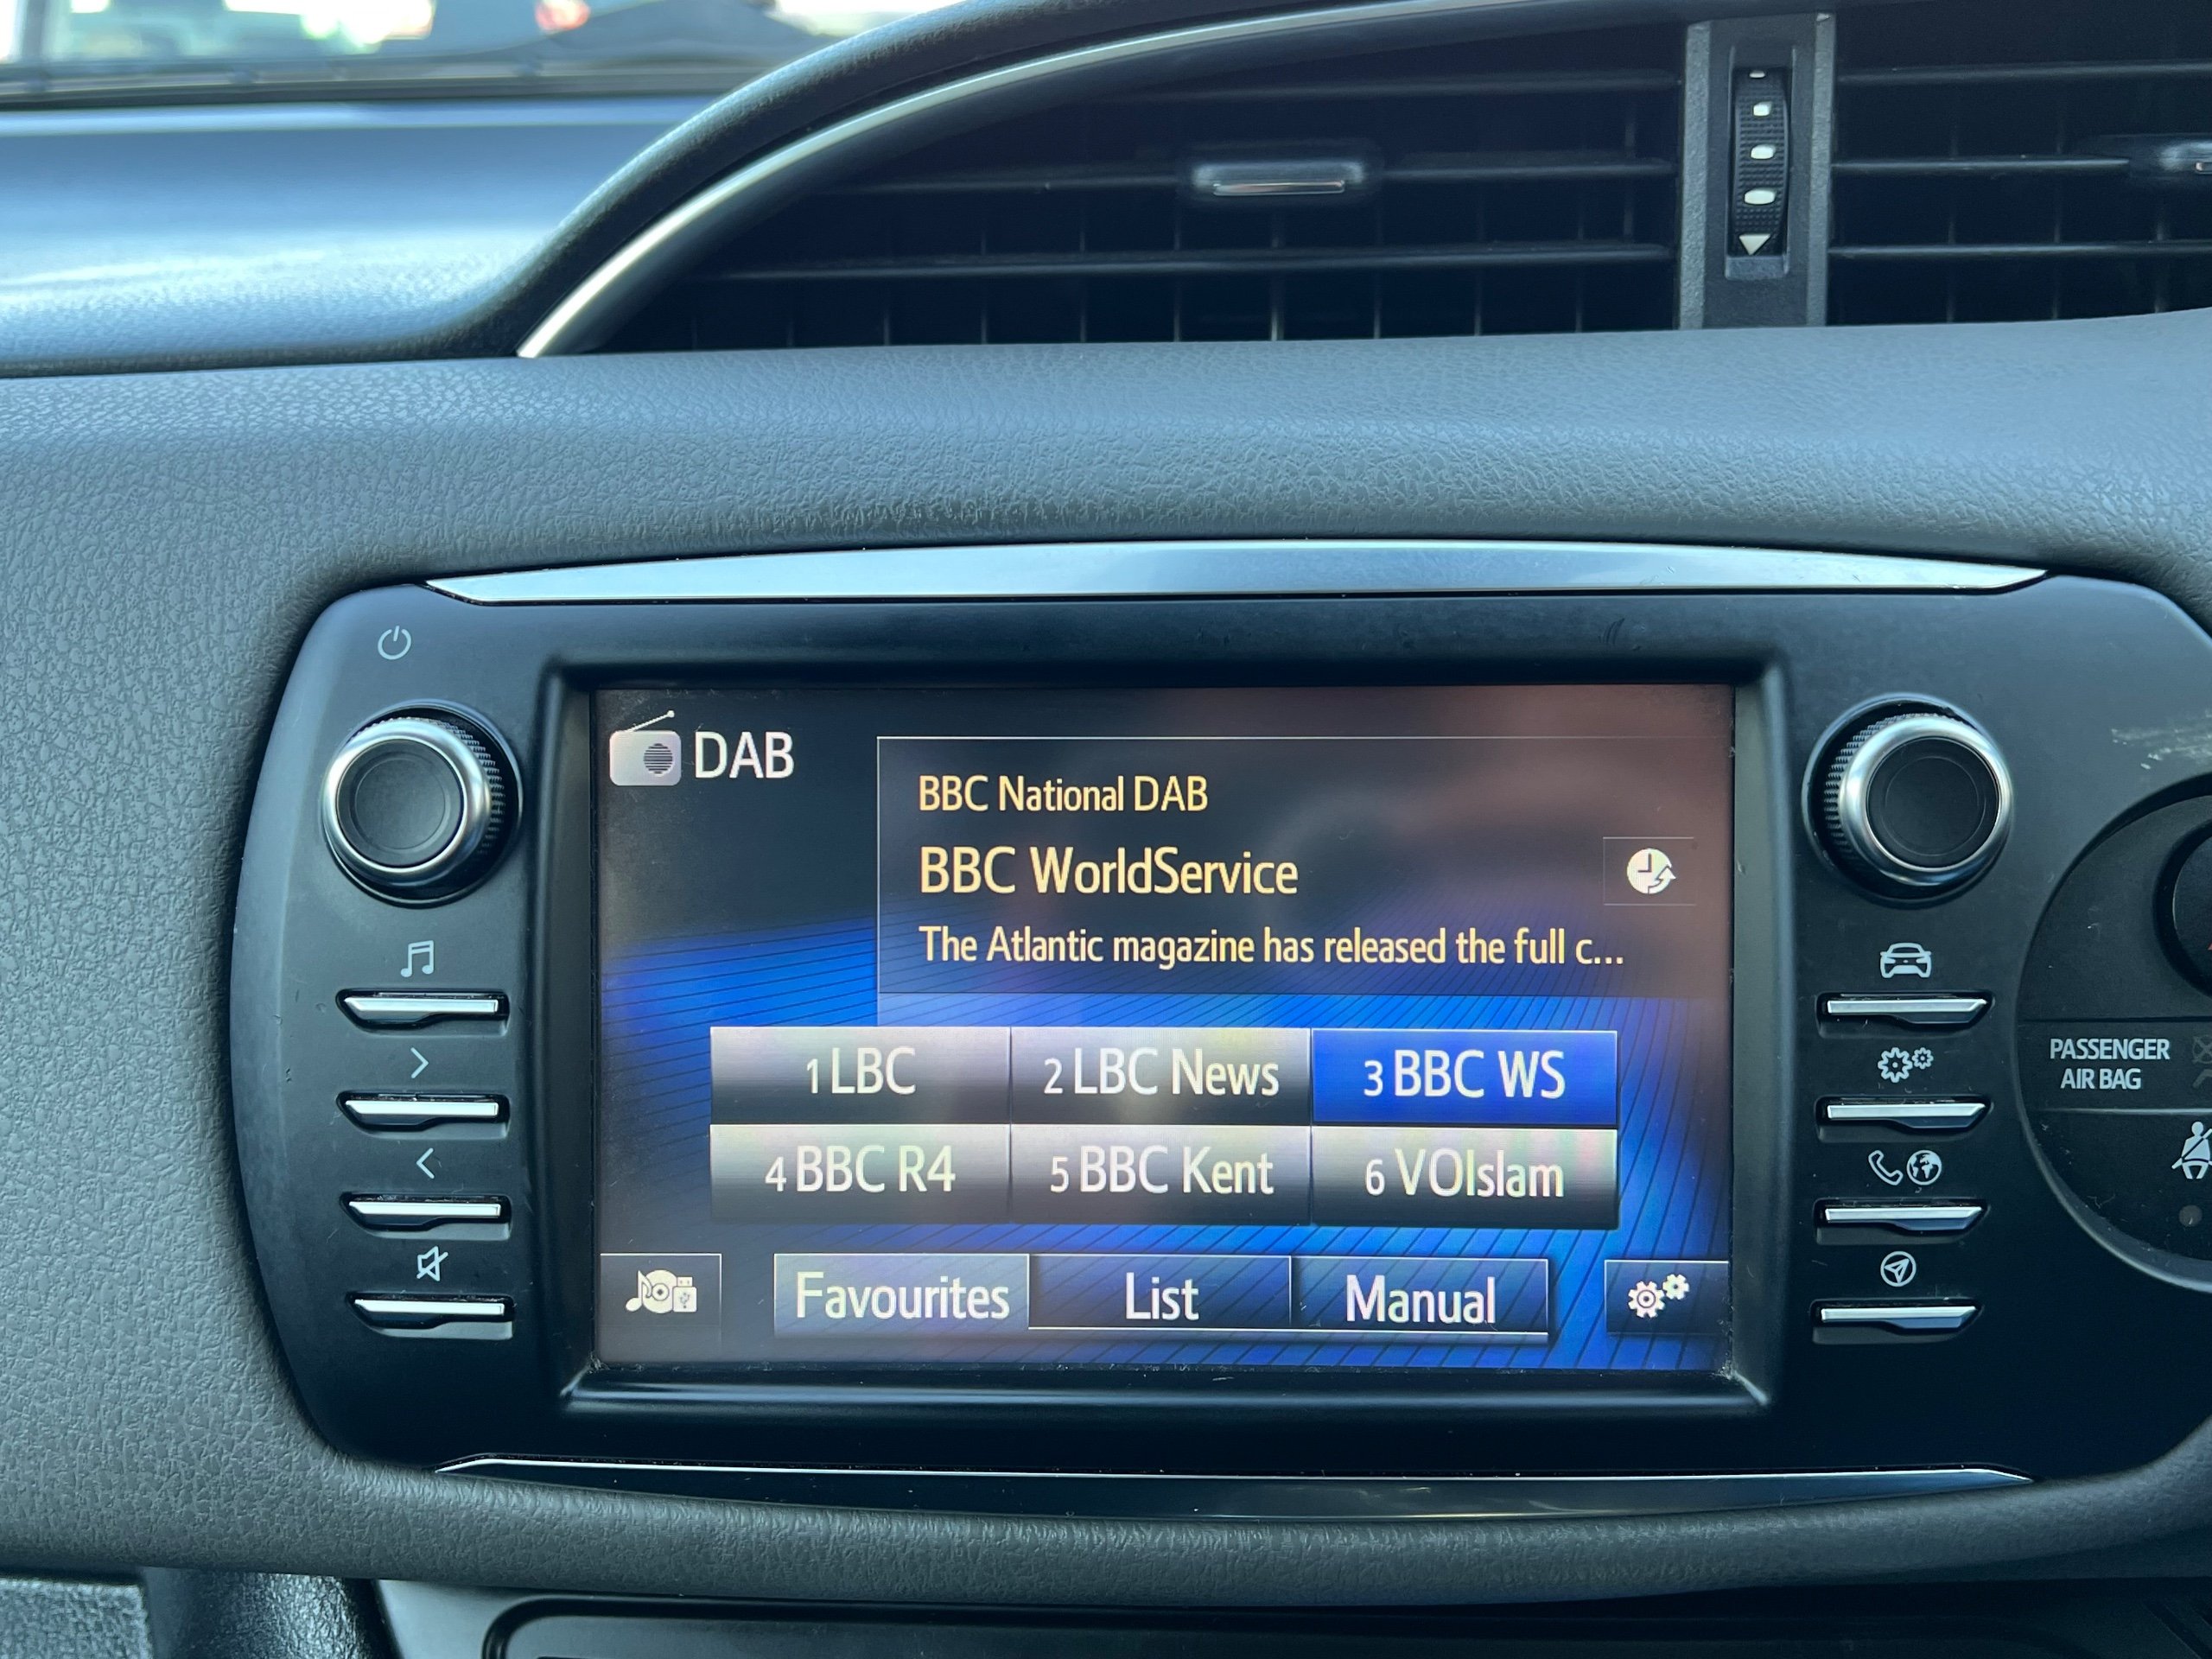 DAB
BBC National DAB
BBC WorldService
The Atlantic magazine has released the full c...
1 LBC
2 LBC News
3 BBC WS
4 BBC R4
5 BBC Kent
6 VOIslam
Favourites
List
Manual
PASSENGER
AIR BAG